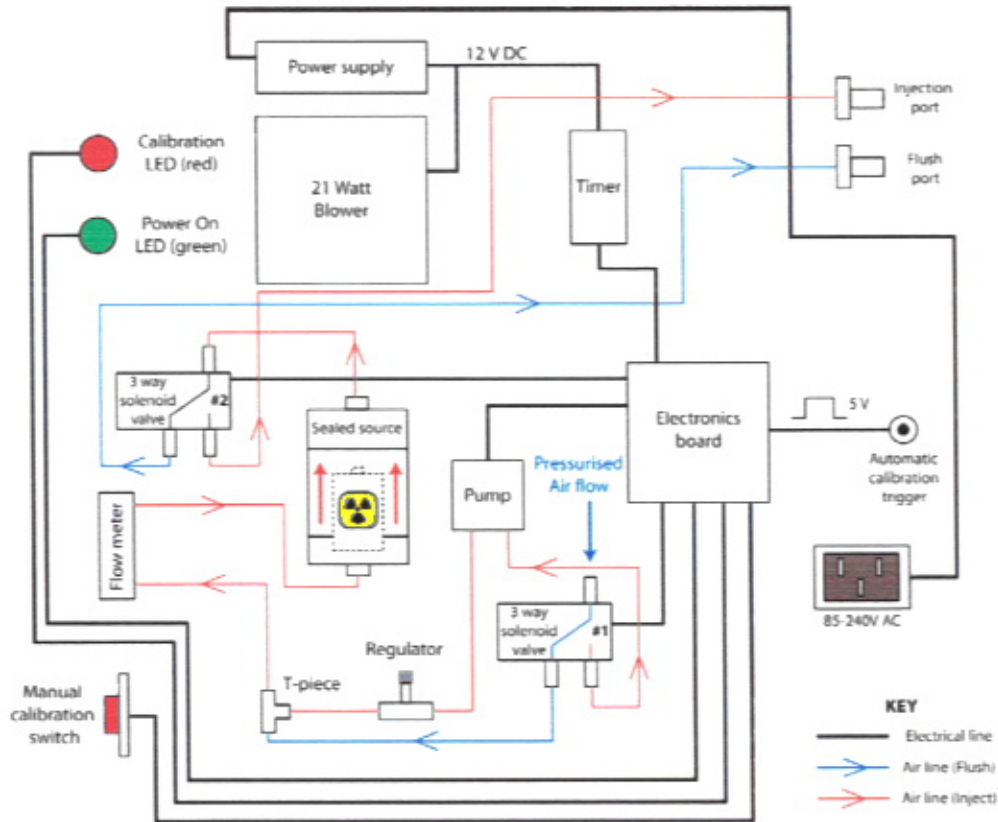 Power supply
12 V DC
Injection
port
Calibration
LED (red)
Flush
port
Timer
21 Watt
Blower
Power On
LED (green)
3 way
solenoid
valve
#2
Sealed source
Electronics
board
5 V
Automatic
calibration
trigger
Pressurised
Air flow
Pump
Flow meter
3 way
solenoid
valve
#1
85-240V AC
Regulator
T-piece
Manual
calibration
switch
KEY
Electrical line
Air line (Flush)
Air line (Inject)